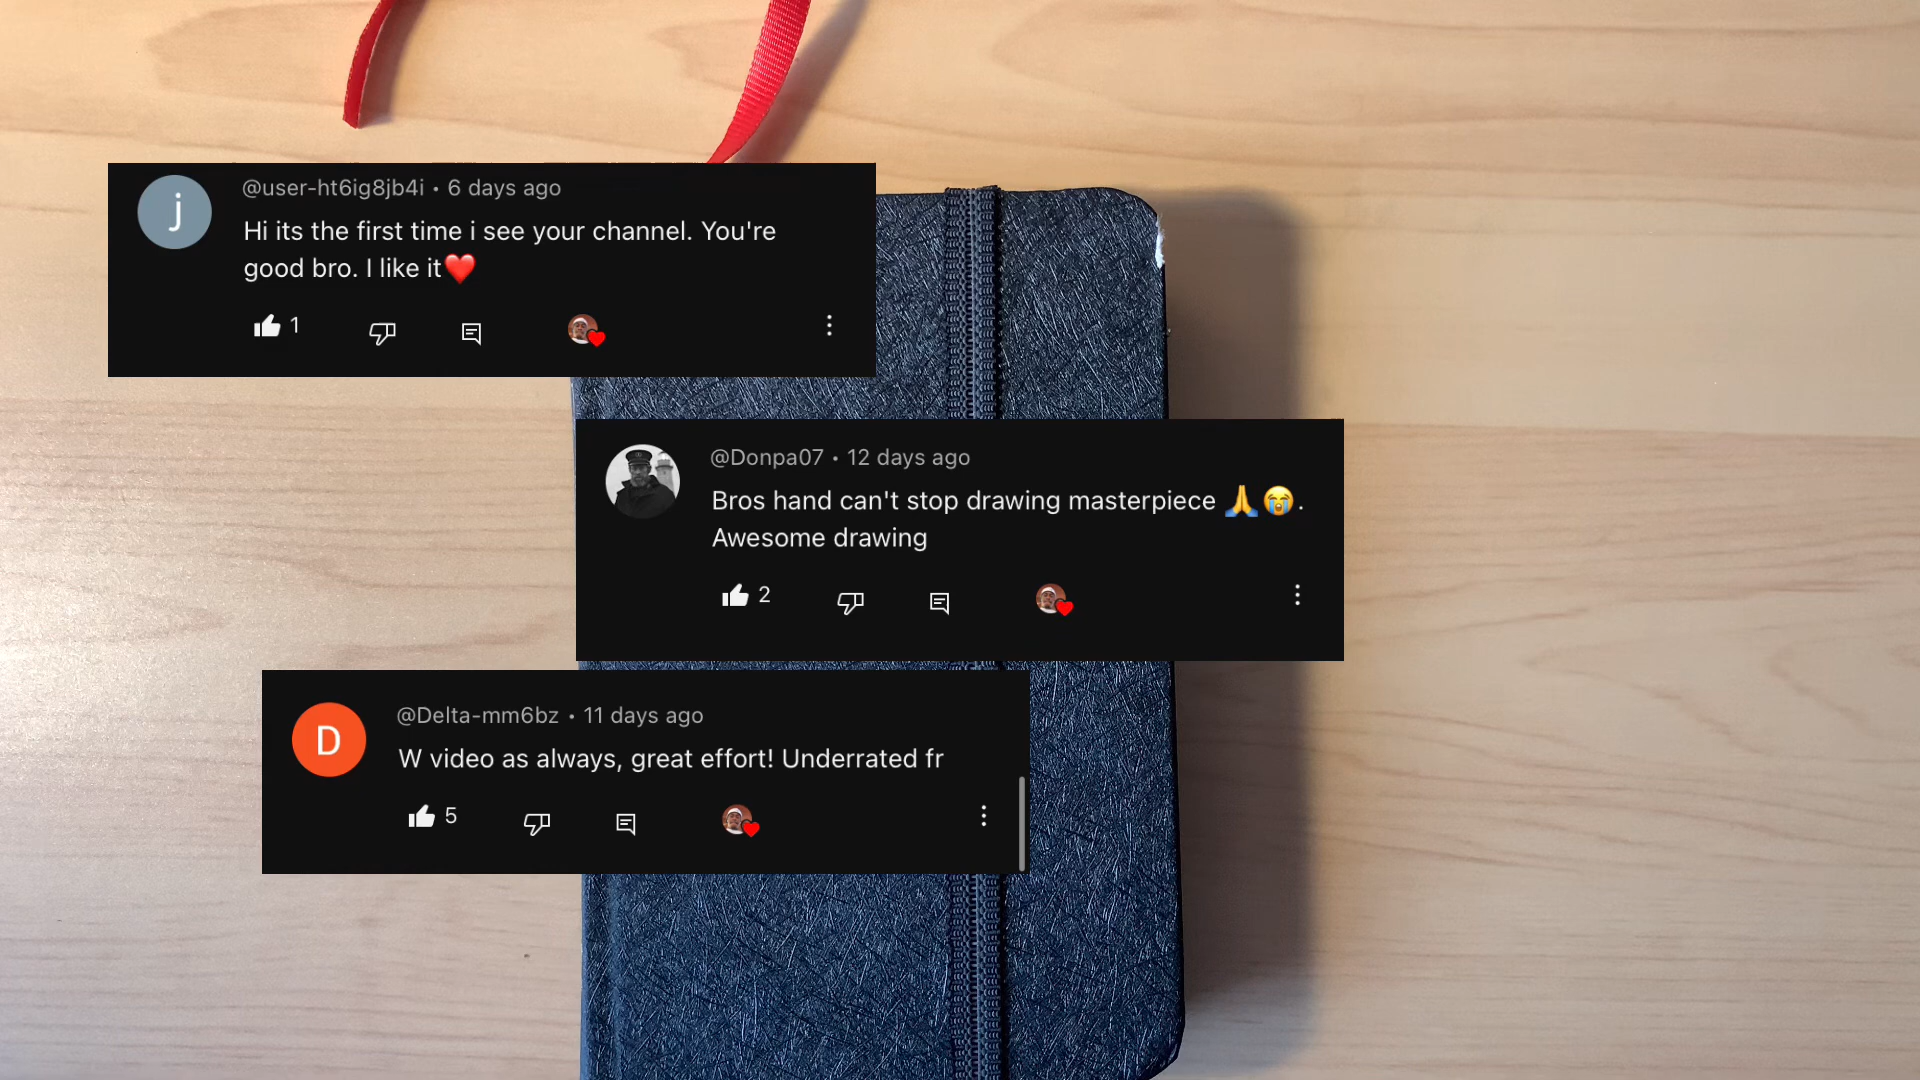 j
@user-ht6ig8jb4i • 6 days ago
Hi its the first time i see your channel. You're
good bro. I like it❤️
1
@Donpa07 • 12 days ago
Bros hand can't stop drawing masterpiece 🙏😭.
Awesome drawing
2
D
@Delta-mm6bz • 11 days ago
W video as always, great effort! Underrated fr
5